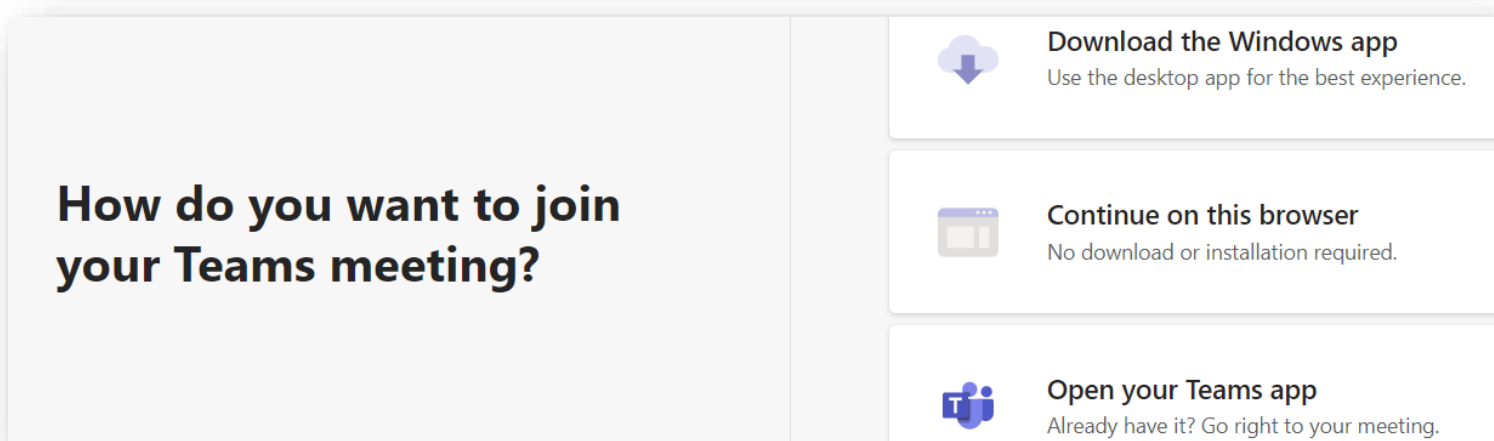 How do you want to join
your Teams meeting?
Download the Windows app
Use the desktop app for the best experience.
Continue on this browser
No download or installation required.
T
Open your Teams app
Already have it? Go right to your meeting.